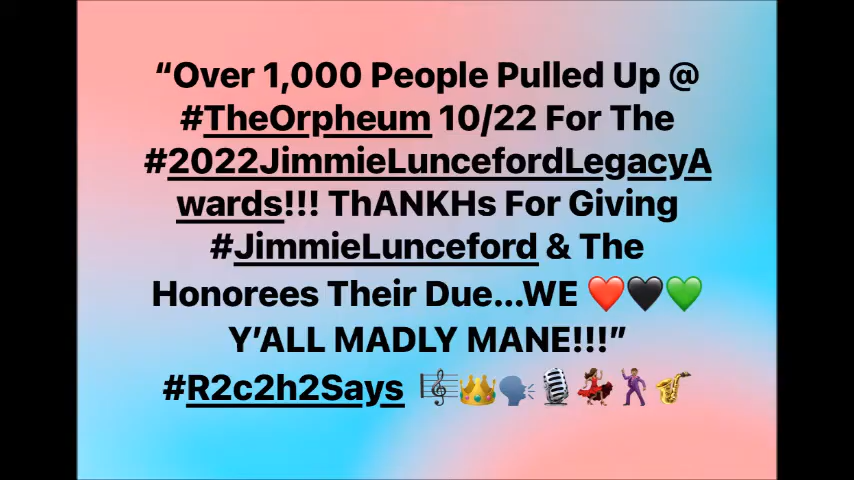 “Over 1,000 People Pulled Up @
#TheOrpheum 10/22 For The
#2022JimmieLuncefordLegacyA
wards!!! ThANKHs For Giving
#JimmieLunceford & The
Honorees Their Due...WE ❤️🖤💚
Y’ALL MADLY MANE!!!”
#R2c2h2Says 🎼👑🗣️🎙️💃🏾🕺🏾🎷